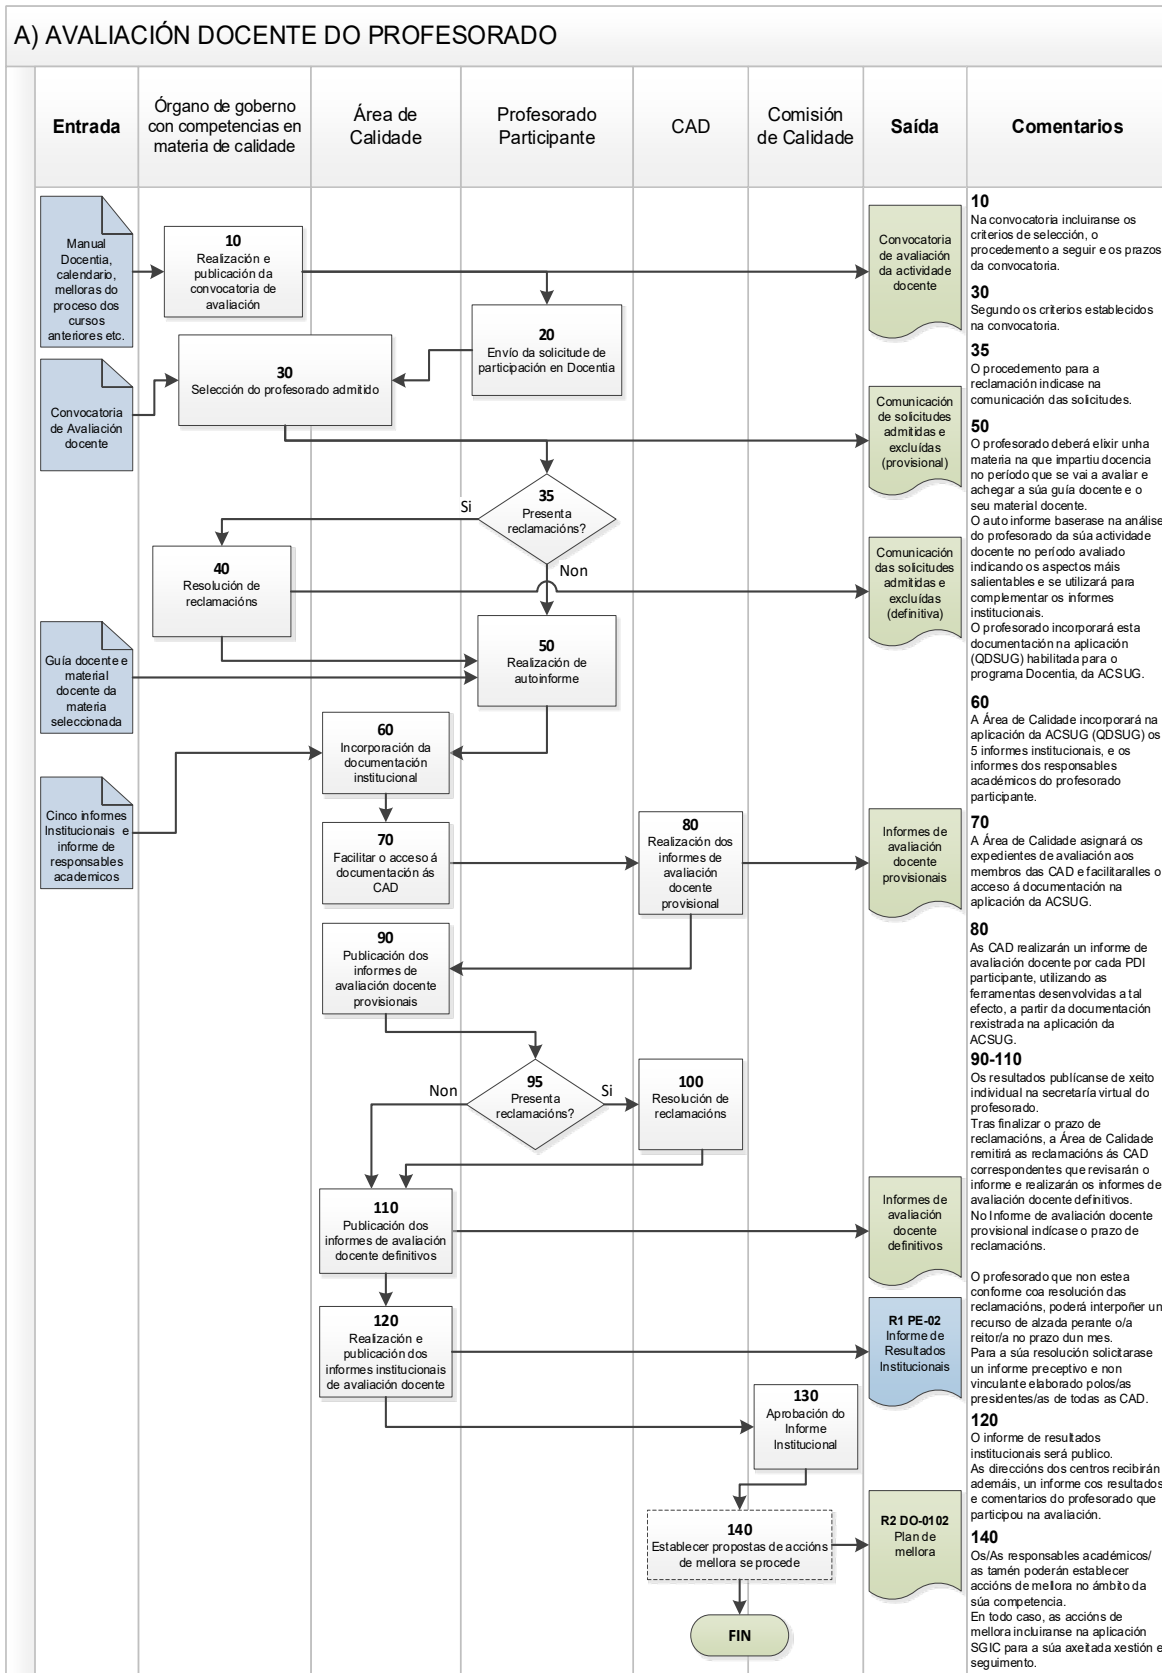 A) AVALIACIÓN DOCENTE DO PROFESORADO
Entrada
Órgano de goberno
con competencias en
materia de calidade
Área de
Calidade
Profesorado
Participante
CAD
Comisión
de Calidade
Saída
Comentarios
Manual
Docentia,
calendario,
melloras do
proceso dos
cursos
anteriores etc.
10
Realización e
publicación da
convocatoria de
avaliación
Convocatoria
de avaliación
da actividade
docente
20
Envío da solicitude de
participación en Docentia
30
Selección do profesorado admitido
Convocatoria
de Avaliación
docente
Comunicación
de solicitudes
admitidas e
excluídas
(provisional)
35
Presenta
reclamacións?
Si
Non
40
Resolución de
reclamacións
Comunicación
das solicitudes
admitidas e
excluídas
(definitiva)
Guía docente e
material
docente da
materia
seleccionada
50
Realización de
autoinforme
60
Incorporación da
documentación
institucional
Cinco informes
Institucionais e
informe de
responsables
academicos
70
Facilitar o acceso á
documentación ás
CAD
80
Realización dos
informes de
avaliación
docente
provisional
Informes de
avaliación
docente
provisionais
90
Publicación dos
informes de
avaliación docente
provisionais
95
Presenta
reclamacións?
Non
Si
100
Resolución de
reclamacións
110
Publicación dos
informes de avaliación
docente definitivos
Informes de
avaliación
docente
definitivos
120
Realización e
publicación dos
informes institucionais
de avaliación docente
R1 PE-02
Informe de
Resultados
Institucionais
130
Aprobación do
Informe
Institucional
140
Establecer propostas de accións
de mellora se procede
R2 DO-0102
Plan de
mellora
FIN
10
Na convocatoria incluiranse os
criterios de selección, o
procedemento a seguir e os prazos
da convocatoria.
30
Segundo os criterios establecidos
na convocatoria.
35
O procedemento para a
reclamación indicase na
comunicación das solicitudes.
50
O profesorado deberá elixir unha
materia na que impartiu docencia
no período que se vai a avaliar e
achegar a súa guía docente e o
seu material docente.
O auto informe baserase na análise
do profesorado da súa actividade
docente no período avaliado
indicando os aspectos máis
salientables e se utilizará para
complementar os informes
institucionais.
O profesorado incorporará esta
documentación na aplicación
(QDSUG) habilitada para o
programa Docentia, da ACSUG.
60
A Área de Calidade incorporará na
aplicación da ACSUG (QDSUG) os
5 informes institucionais, e os
informes dos responsables
académicos do profesorado
participante.
70
A Área de Calidade asignará os
expedientes de avaliación aos
membros das CAD e facilitaralles o
acceso á documentación na
aplicación da ACSUG.
80
As CAD realizarán un informe de
avaliación docente por cada PDI
participante, utilizando as
ferramentas desenvolvidas a tal
efecto, a partir da documentación
rexistrada na aplicación da
ACSUG.
90-110
Os resultados publícanse de xeito
individual na secretaría virtual do
profesorado.
Tras finalizar o prazo de
reclamacións, a Área de Calidade
remitirá as reclamacións ás CAD
correspondentes que revisarán o
informe e realizarán os informes de
avaliación docente definitivos.
No Informe de avaliación docente
provisional indícase o prazo de
reclamacións.
O profesorado que non estea
conforme coa resolución das
reclamacións, poderá interpoñer un
recurso de alzada perante o/a
reitor/a no prazo dun mes.
Para a súa resolución solicitarase
un informe preceptivo e non
vinculante elaborado polos/as
presidentes/as de todas as CAD.
120
O informe de resultados
institucionais será publico.
As direccións dos centros recibirán
ademáis, un informe cos resultados
e comentarios do profesorado que
participou na avaliación.
140
Os/As responsables académicos/
as tamén poderán establecer
accións de mellora no ámbito da
súa competencia.
En todo caso, as accións de
mellora incluiranse na aplicación
SGIC para a súa axeitada xestión e
seguimento.